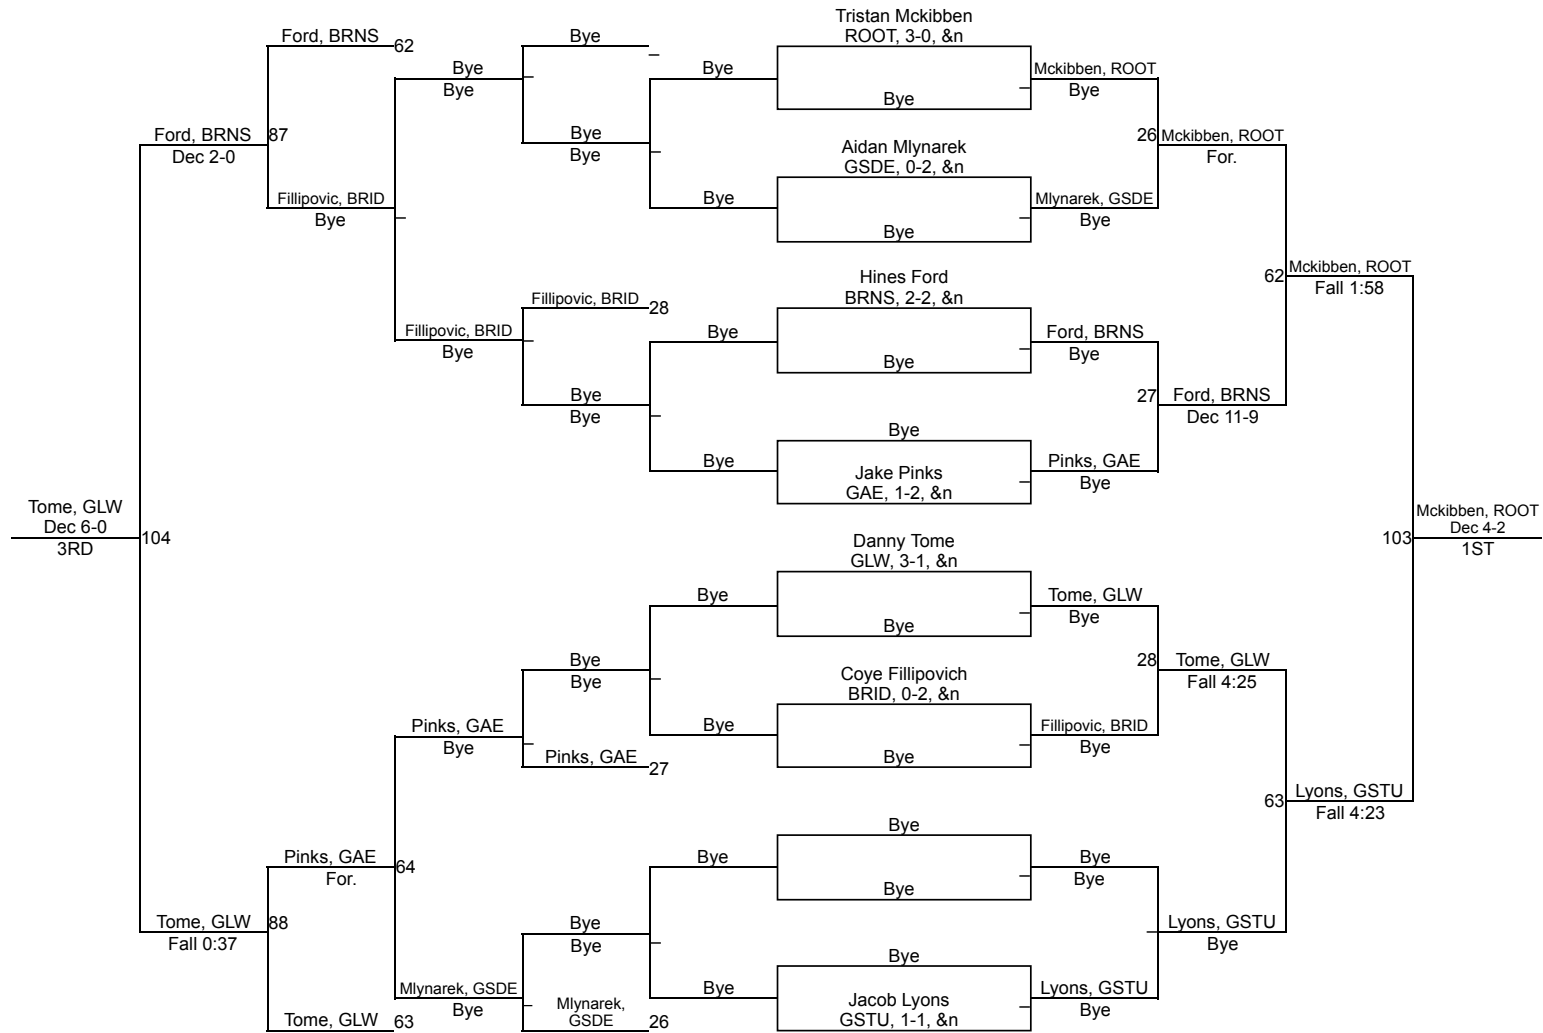 Tristan Mckibben
ROOT, 3-0, &n
Ford, BRNS
62
Bye
Bye
Bye
Bye
Mckibben, ROOT
Bye
Bye
Ford, BRNS
87
Dec 2-0
Bye
Bye
26
Mckibben, ROOT
For.
Aidan Mlynarek
GSDE, 0-2, &n
Fillipovic, BRID
Bye
Bye
Mlynarek, GSDE
Bye
Bye
Hines Ford
BRNS, 2-2, &n
62
Mckibben, ROOT
Fall 1:58
Fillipovic, BRID
28
Fillipovic, BRID
Bye
Bye
Ford, BRNS
Bye
Bye
Bye
Bye
27
Ford, BRNS
Dec 11-9
Bye
Bye
Jake Pinks
GAE, 1-2, &n
Pinks, GAE
Bye
Tome, GLW
Dec 6-0
3RD
104
103
Mckibben, ROOT
Dec 4-2
1ST
Danny Tome
GLW, 3-1, &n
Bye
Tome, GLW
Bye
Bye
Bye
Bye
28
Tome, GLW
Fall 4:25
Coye Fillipovich
BRID, 0-2, &n
Pinks, GAE
Bye
Bye
Fillipovic, BRID
Bye
Bye
Pinks, GAE
27
63
Lyons, GSTU
Fall 4:23
Bye
Pinks, GAE
64
For.
Bye
Bye
Bye
Bye
Tome, GLW
88
Fall 0:37
Bye
Bye
Lyons, GSTU
Bye
Bye
Mlynarek, GSDE
Bye
Bye
Jacob Lyons
GSTU, 1-1, &n
Lyons, GSTU
Bye
Mlynarek,
GSDE
26
Tome, GLW
63